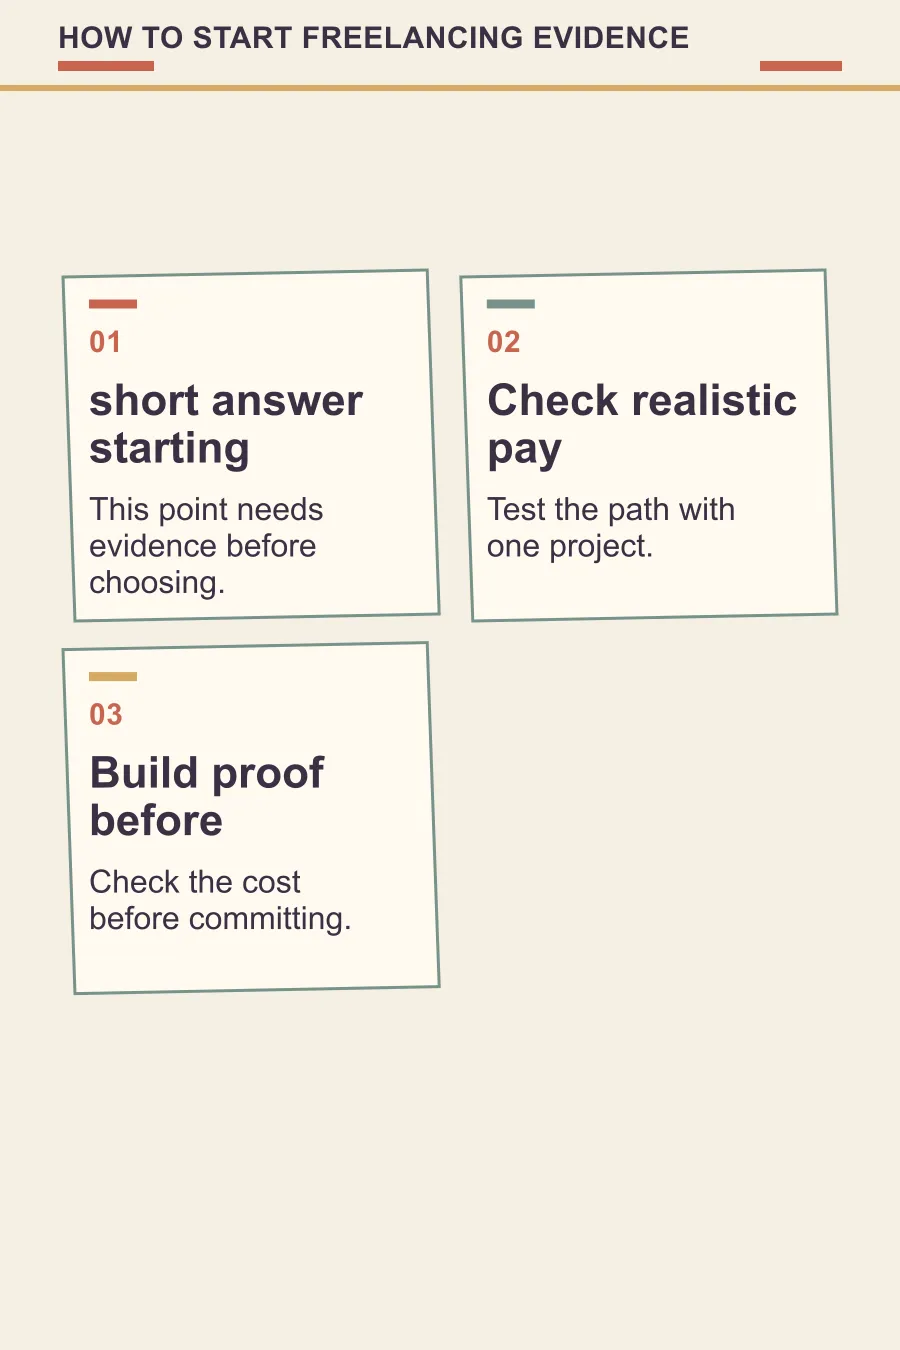 HOW TO START FREELANCING EVIDENCE
01
short answer
starting
This point needs
evidence before
choosing.
02
Check realistic
pay
Test the path with
one project.
03
Build proof
before
Check the cost
before committing.